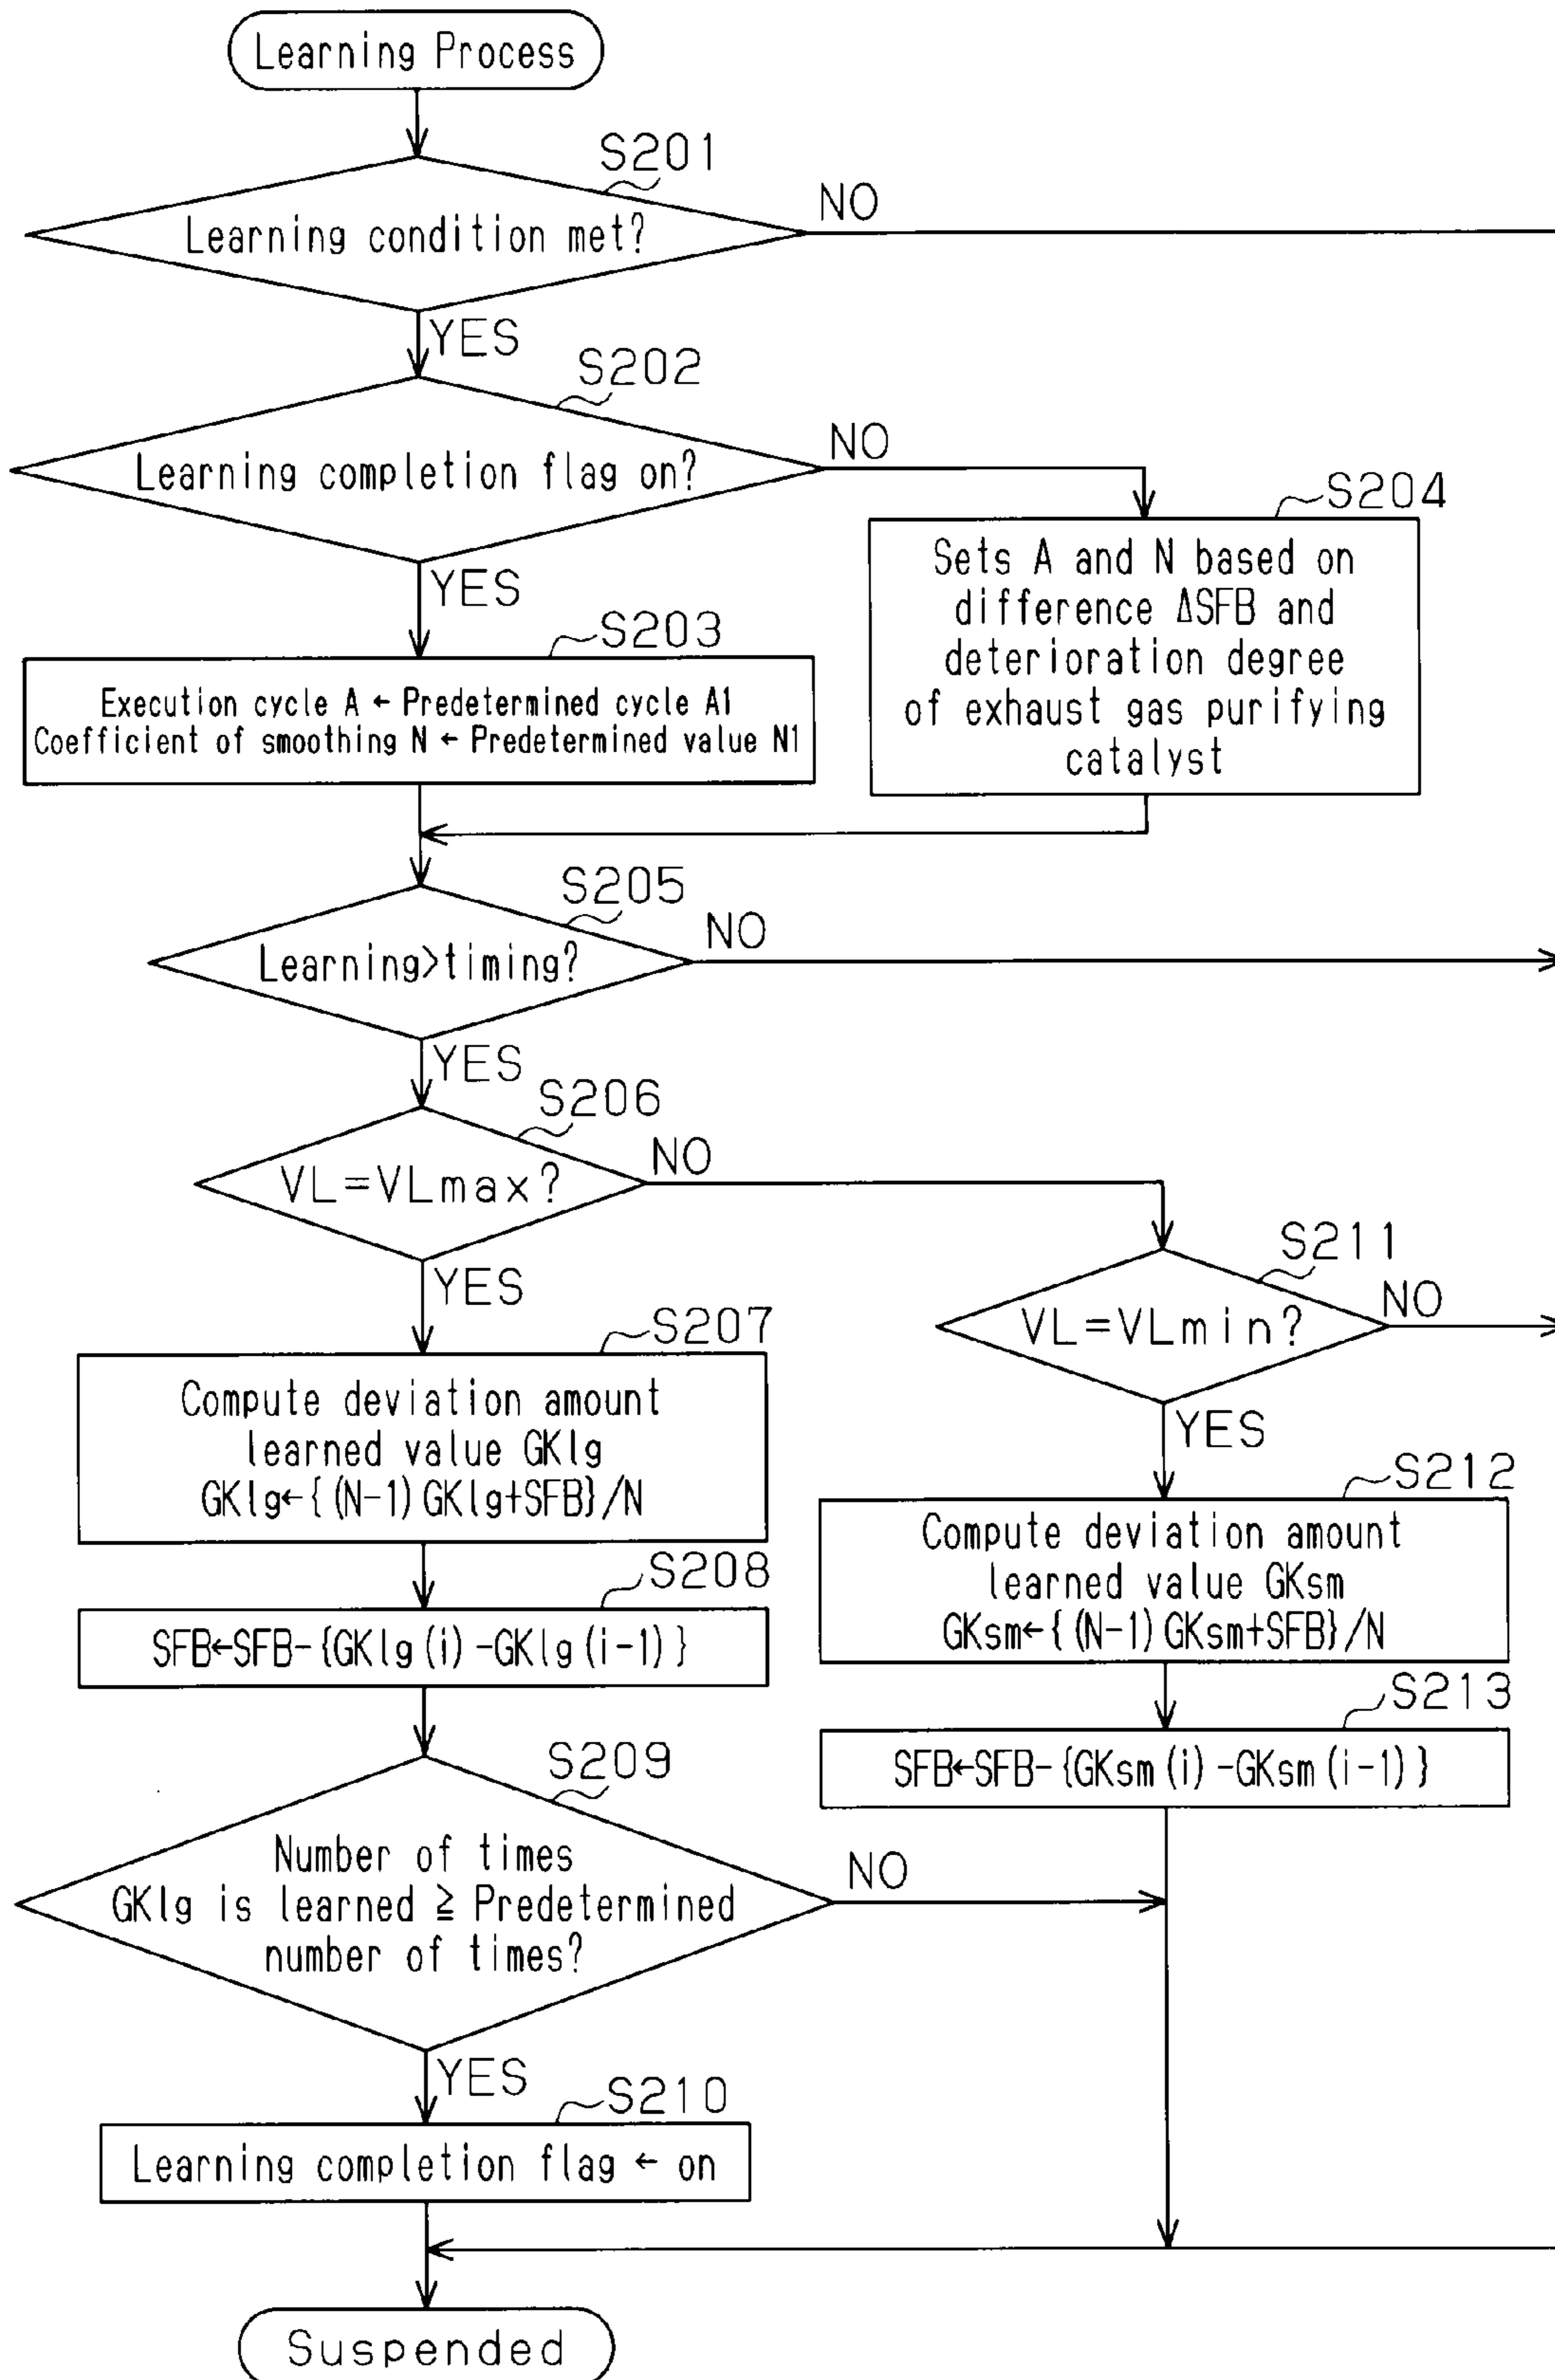 Learning Process
S201
Learning condition met?
NO
YES
S202
Learning completion flag on?
NO
YES
S203
Execution cycle A ← Predetermined cycle A1
Coefficient of smoothing N ← Predetermined value N1
S204
Sets A and N based on
difference ΔSFB and
deterioration degree
of exhaust gas purifying
catalyst
S205
Learning>timing?
NO
YES
S206
VL=VLmax?
NO
YES
S207
Compute deviation amount
learned value GKlg
GKlg←{(N-1)GKlg+SFB}/N
S208
SFB←SFB-{GKlg(i)-GKlg(i-1)}
S209
Number of times
GKlg is learned ≧ Predetermined
number of times?
NO
YES
S210
Learning completion flag ← on
S211
VL=VLmin?
NO
YES
S212
Compute deviation amount
learned value GKsm
GKsm←{(N-1)GKsm+SFB}/N
S213
SFB←SFB-{GKsm(i)-GKsm(i-1)}
Suspended